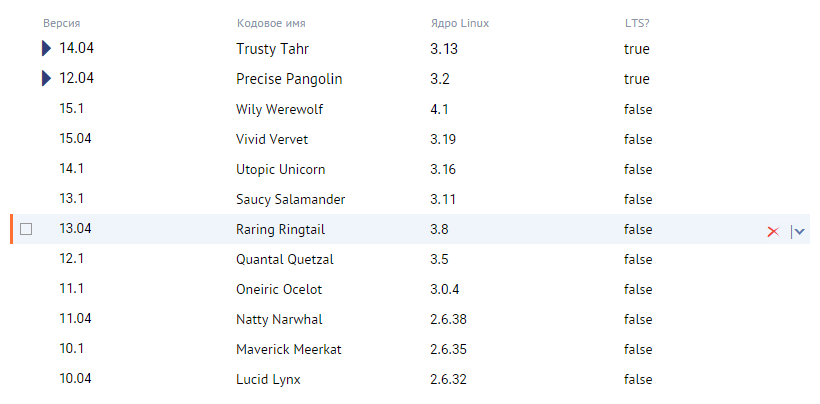 Версия Кодовое имя Ядро Linux LTS?
14.04 Trusty Tahr 3.13 true
12.04 Precise Pangolin 3.2 true
15.1 Wily Werewolf 4.1 false
15.04 Vivid Vervet 3.19 false
14.1 Utopic Unicorn 3.16 false
13.1 Saucy Salamander 3.11 false
13.04 Raring Ringtail 3.8 false
12.1 Quantal Quetzal 3.5 false
11.1 Oneiric Ocelot 3.0.4 false
11.04 Natty Narwhal 2.6.38 false
10.1 Maverick Meerkat 2.6.35 false
10.04 Lucid Lynx 2.6.32 false